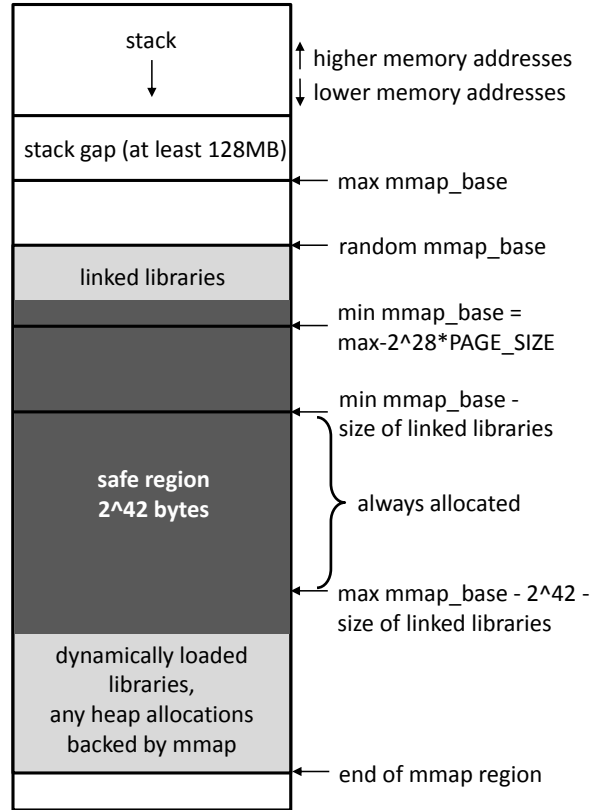 stack
higher memory addresses
lower memory addresses
stack gap (at least 128MB)
max mmap_base
random mmap_base
linked libraries
min mmap_base =
max-2^28*PAGE_SIZE
min mmap_base -
size of linked libraries
safe region
2^42 bytes
always allocated
max mmap_base - 2^42 -
size of linked libraries
dynamically loaded
libraries,
any heap allocations
backed by mmap
end of mmap region